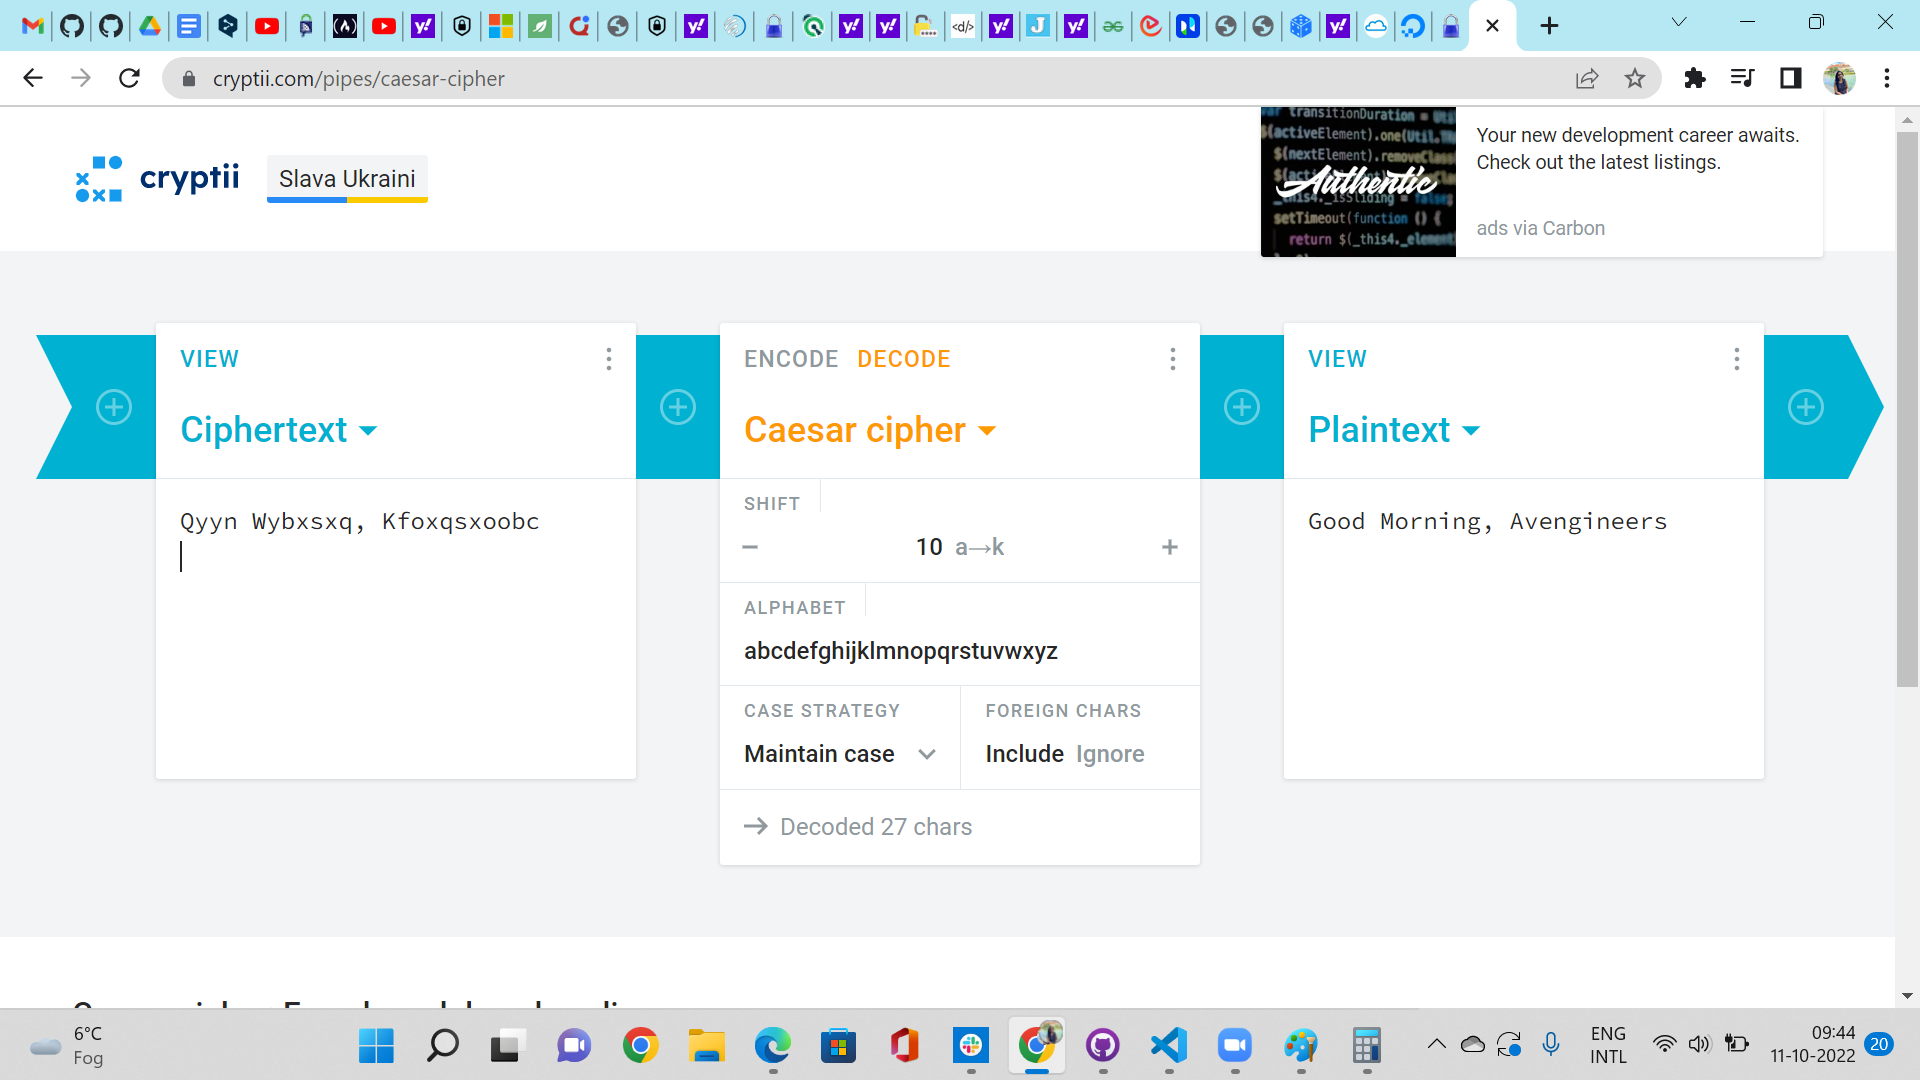 cryptii.com/pipes/caesar-cipher
cryptii
Slava Ukraini
Authentic
Your new development career awaits.
Check out the latest listings.
ads via Carbon
VIEW
Ciphertext
Qyyn Wybxsxq, Kfoxqsxoobc
ENCODE DECODE
Caesar cipher
SHIFT
10 a→k
ALPHABET
abcdefghijklmnopqrstuvwxyz
CASE STRATEGY
Maintain case
FOREIGN CHARS
Include Ignore
→ Decoded 27 chars
VIEW
Plaintext
Good Morning, Avengineers
6°C
Fog
ENG
INTL
09:44
11-10-2022
20